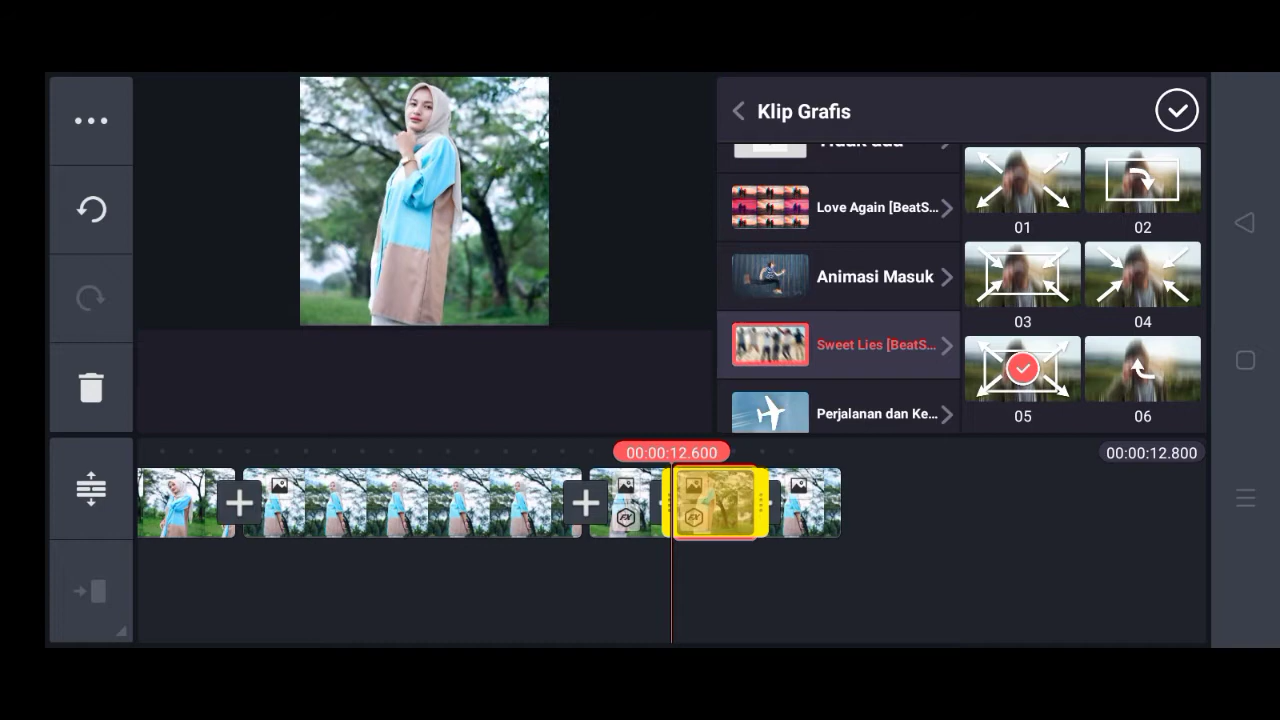 Klip Grafis
Love Again [BeatS...
Animasi Masuk
Sweet Lies [BeatS...
Perjalanan dan Ke...
01
02
03
04
05
06
00:00:12.600
00:00:12.800